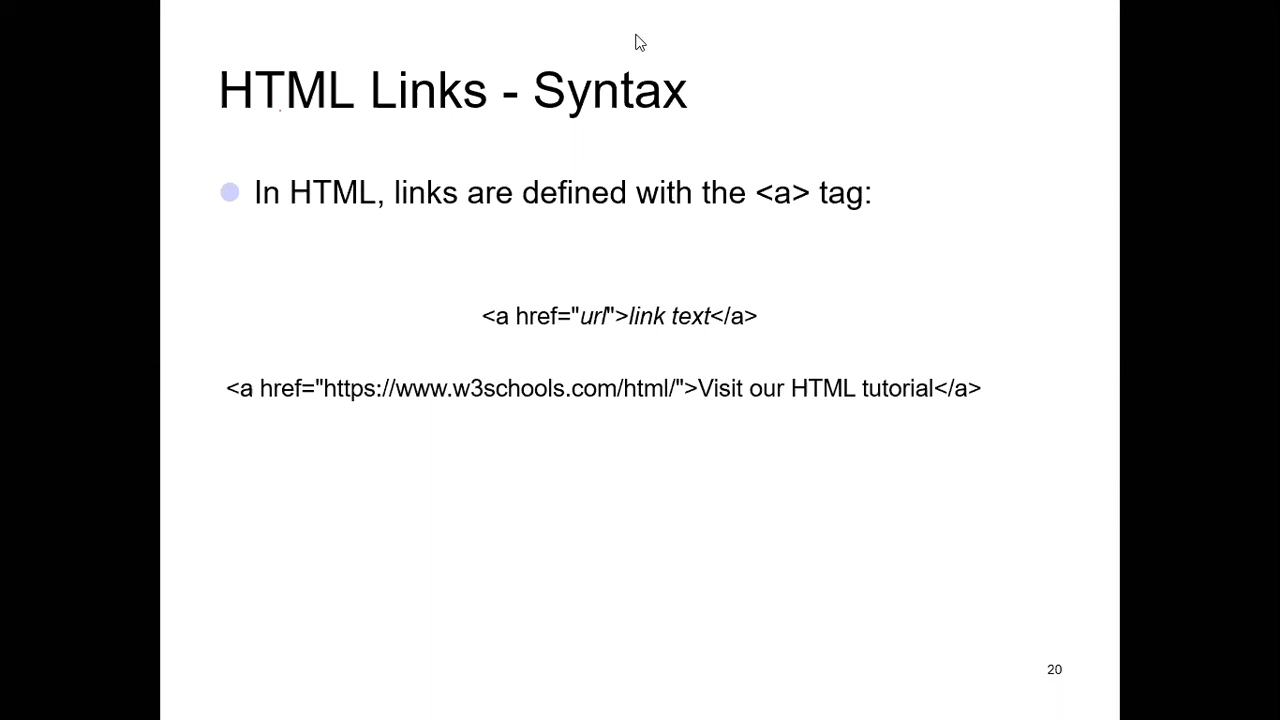 HTML Links - Syntax
In HTML, links are defined with the <a> tag:
<a href="url">link text</a>
<a href="https://www.w3schools.com/html/">Visit our HTML tutorial</a>
20